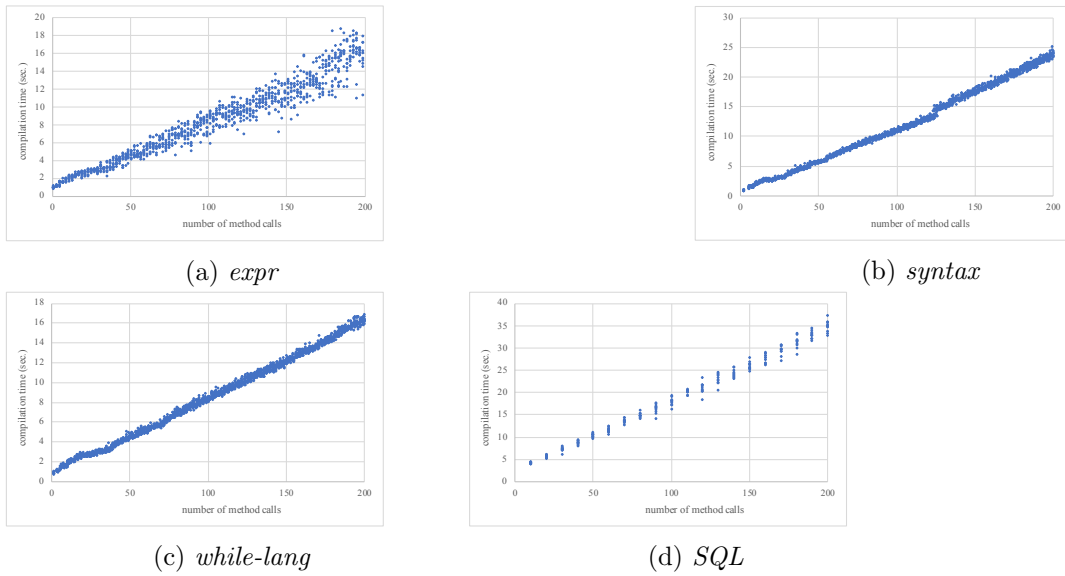 20
18
16
14
12
10
8
6
4
2
0
compilation time (sec.)
0 50 100 150 200
number of method calls
(a) expr
30
25
20
15
10
5
0
compilation time (sec.)
0 50 100 150 200
number of method calls
(b) syntax
18
16
14
12
10
8
6
4
2
0
compilation time (sec.)
0 50 100 150 200
number of method calls
(c) while-lang
40
35
30
25
20
15
10
5
0
compilation time (sec.)
0 50 100 150 200
number of method calls
(d) SQL